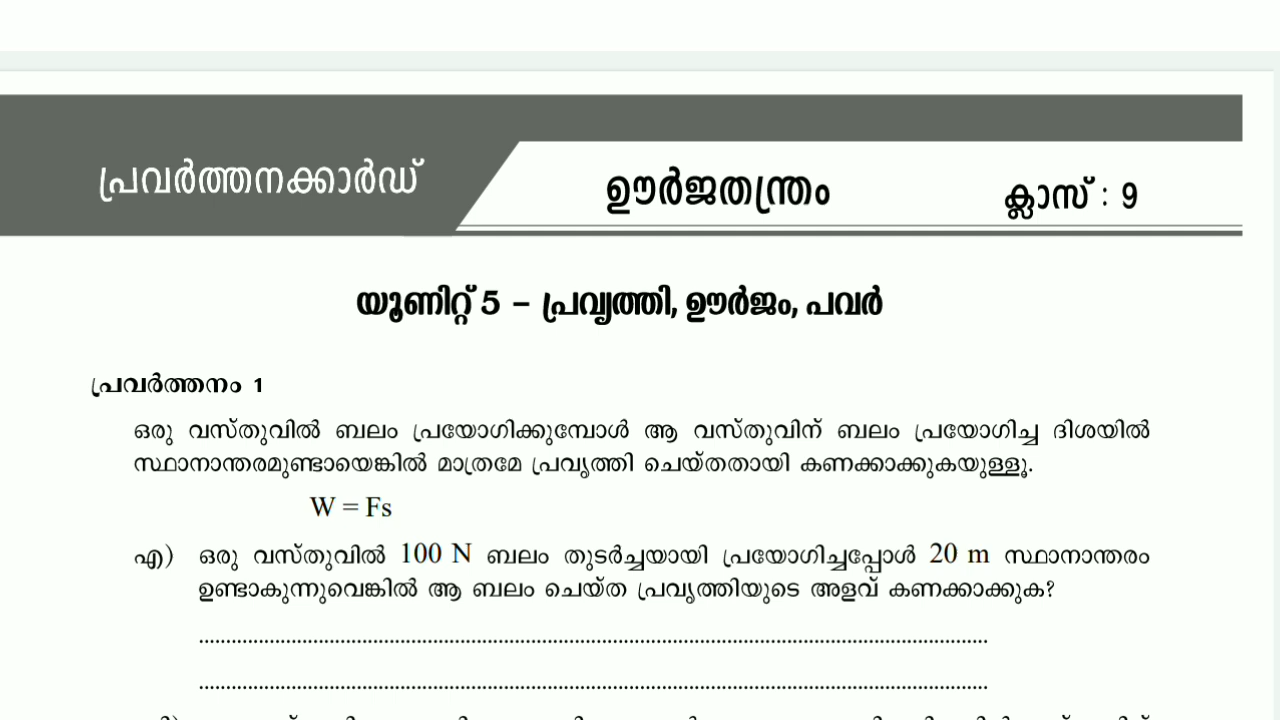 പ്രവർത്തനക്കാർഡ്
ഊർജതന്ത്രം
ക്ലാസ് : 9
യൂണിറ്റ് 5 – പ്രവൃത്തി, ഊർജം, പവർ
പ്രവർത്തനം 1
ഒരു വസ്തുവിൽ ബലം പ്രയോഗിക്കുമ്പോൾ ആ വസ്തുവിന് ബലം പ്രയോഗിച്ച ദിശയിൽ
സ്ഥാനാന്തരമുണ്ടായെങ്കിൽ മാത്രമേ പ്രവൃത്തി ചെയ്തതായി കണക്കാക്കുകയുള്ളൂ.
W = Fs
എ) ഒരു വസ്തുവിൽ 100 N ബലം തുടർച്ചയായി പ്രയോഗിച്ചപ്പോൾ 20 m സ്ഥാനാന്തരം
ഉണ്ടാകുന്നുവെങ്കിൽ ആ ബലം ചെയ്ത പ്രവൃത്തിയുടെ അളവ് കണക്കാക്കുക?